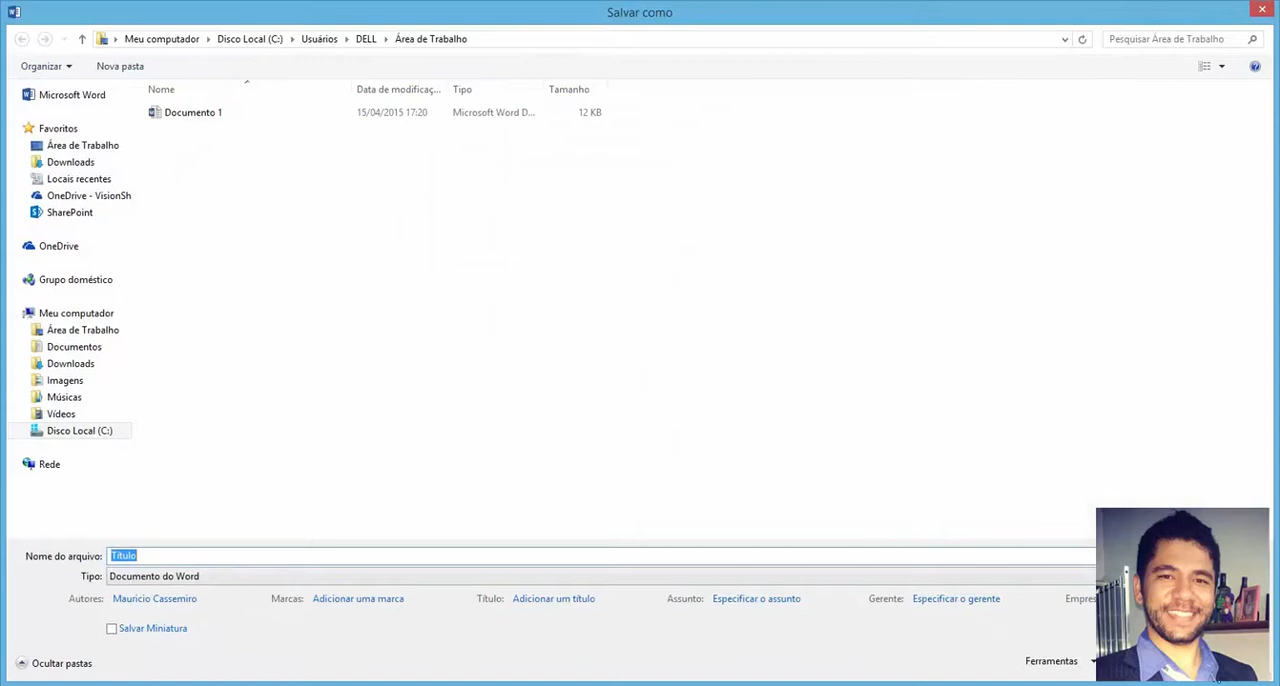 Salvar como
Meu computador Disco Local (C:) Usuários DELL Área de Trabalho
Pesquisar Área de Trabalho
Organizar Nova pasta
Nome Data de modificaç... Tipo Tamanho
Documento 1 15/04/2015 17:20 Microsoft Word D... 12 KB
Microsoft Word
Favoritos
Área de Trabalho
Downloads
Locais recentes
OneDrive - VisionSh
SharePoint
OneDrive
Grupo doméstico
Meu computador
Área de Trabalho
Documentos
Downloads
Imagens
Músicas
Vídeos
Disco Local (C:)
Rede
Nome do arquivo: Título
Tipo: Documento do Word
Autores: Mauricio Cassemiro Marcas: Adicionar uma marca Título: Adicionar um título Assunto: Especificar o assunto Gerente: Especificar o gerente Empres
Salvar Miniatura
Ocultar pastas
Ferramentas